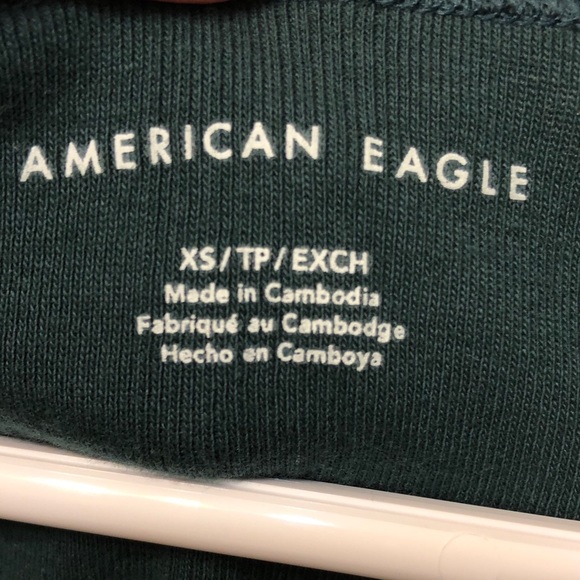 AMERICAN EAGLE
XS/TP/EXCH
Made in Cambodia
Fabriqué au Cambodge
Hecho en Camboya